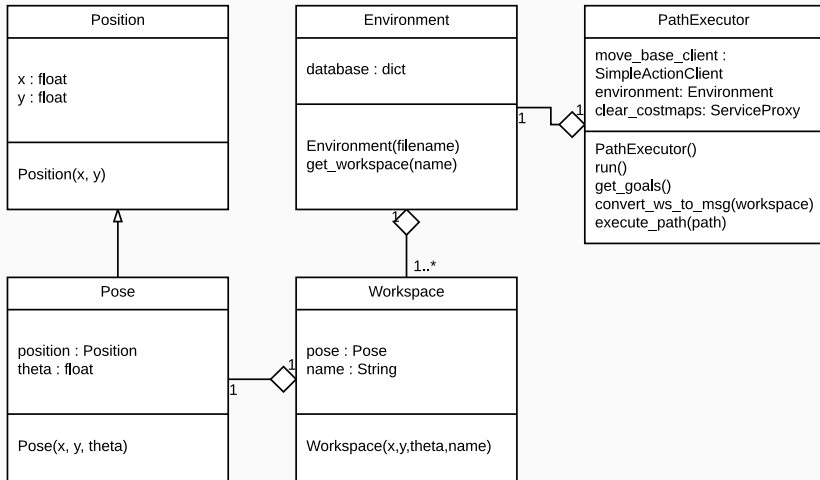 Position
x : float
y : float
Position(x, y)
Environment
database : dict
Environment(filename)
get_workspace(name)
PathExecutor
move_base_client :
SimpleActionClient
environment: Environment
clear_costmaps: ServiceProxy
PathExecutor()
run()
get_goals()
convert_ws_to_msg(workspace)
execute_path(path)
1
1
1
1..*
Pose
position : Position
theta : float
Pose(x, y, theta)
1
1
Workspace
pose : Pose
name : String
Workspace(x,y,theta,name)